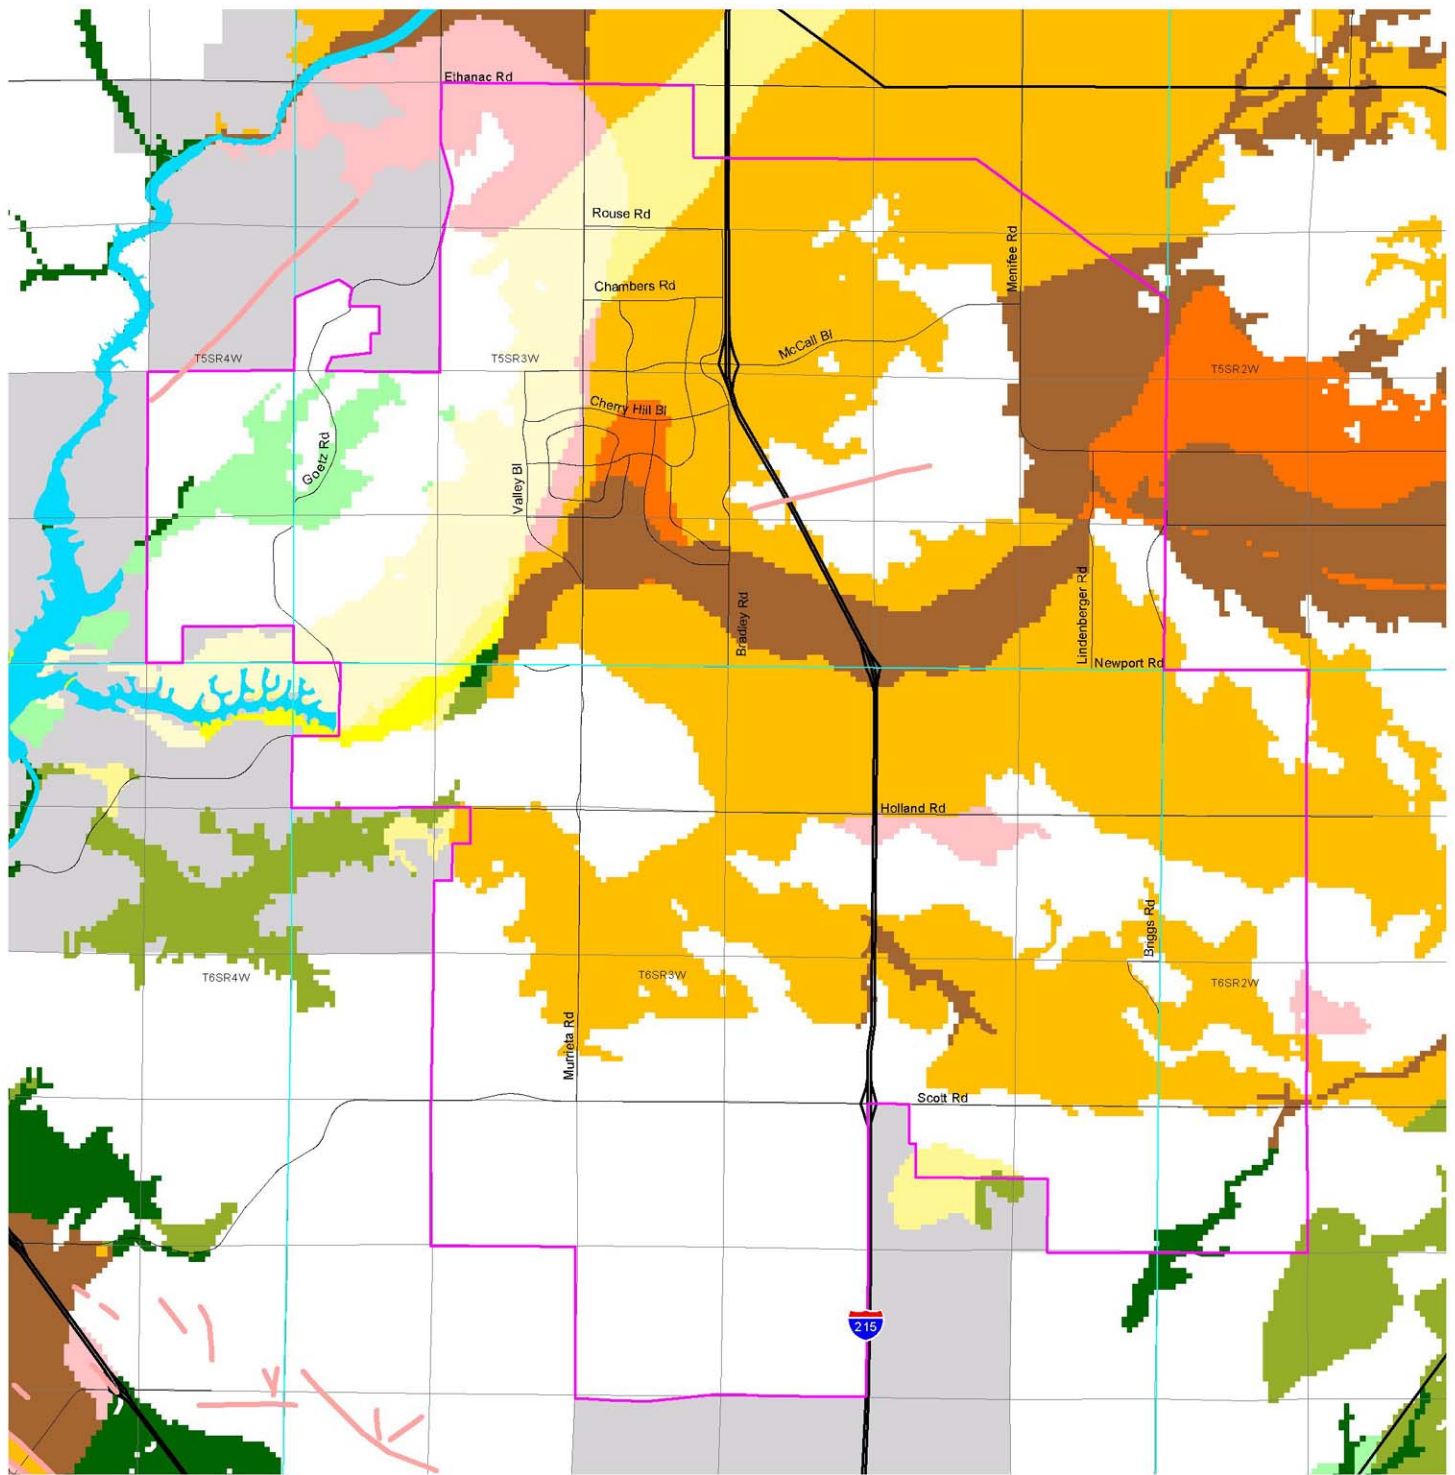 Ethanac Rd
Rouse Rd
Menifee Rd
Chambers Rd
McCall Bl
T5SR4W
T5SR3W
T5SR2W
Cherry Hill Bl
Goetz Rd
Valley Bl
Lindenberger Rd
Bradley Rd
Newport Rd
Holland Rd
Briggs Rd
T6SR4W
T6SR3W
T6SR2W
Murrieta Rd
Scott Rd
215